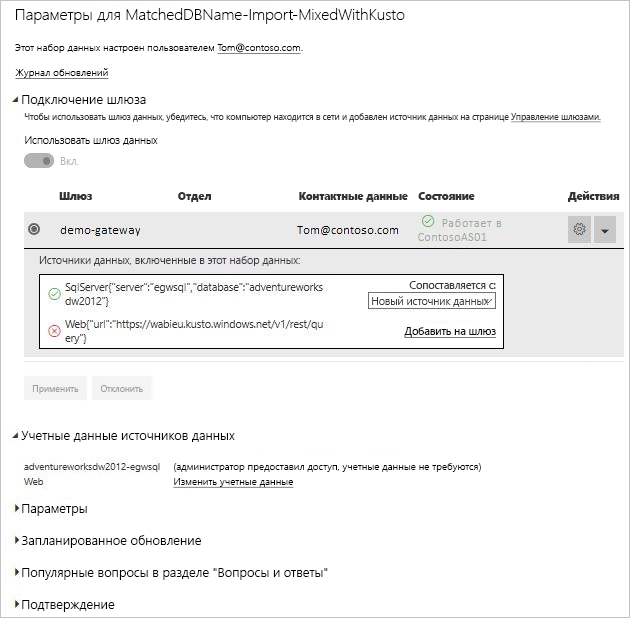 Параметры для MatchedDBName-Import-MixedWithKusto
Этот набор данных настроен пользователем Tom@contoso.com.
Журнал обновлений
Подключение шлюза
Чтобы использовать шлюз данных, убедитесь, что компьютер находится в сети и добавлен источник данных на странице Управление шлюзами.
Использовать шлюз данных
Вкл.
Шлюз Отдел Контактные данные Состояние Действия
demo-gateway Tom@contoso.com Работает в
ContosoAS01
Источники данных, включенные в этот набор данных:
SqlServer{"server":"egwsql","database":"adventureworks
dw2012"}
Сопоставляется с:
Новый источник данных
Web{"url":"https://wabieu.kusto.windows.net/v1/rest/qu
ery"}
Добавить на шлюз
Применить Отклонить
Учетные данные источников данных
adventureworksdw2012-egwsql (администратор предоставил доступ, учетные данные не требуются)
Web Изменить учетные данные
Параметры
Запланированное обновление
Популярные вопросы в разделе "Вопросы и ответы"
Подтверждение